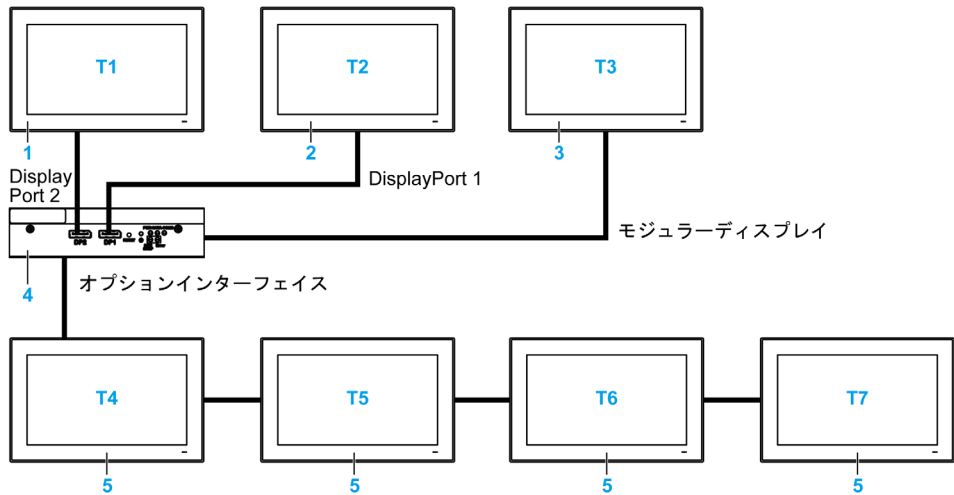 T1
T2
T3
1
2
3
Display
Port 2
DisplayPort 1
DP2
DP1
モジュラーディスプレイ
4
オプションインターフェイス
T4
T5
T6
T7
5
5
5
5